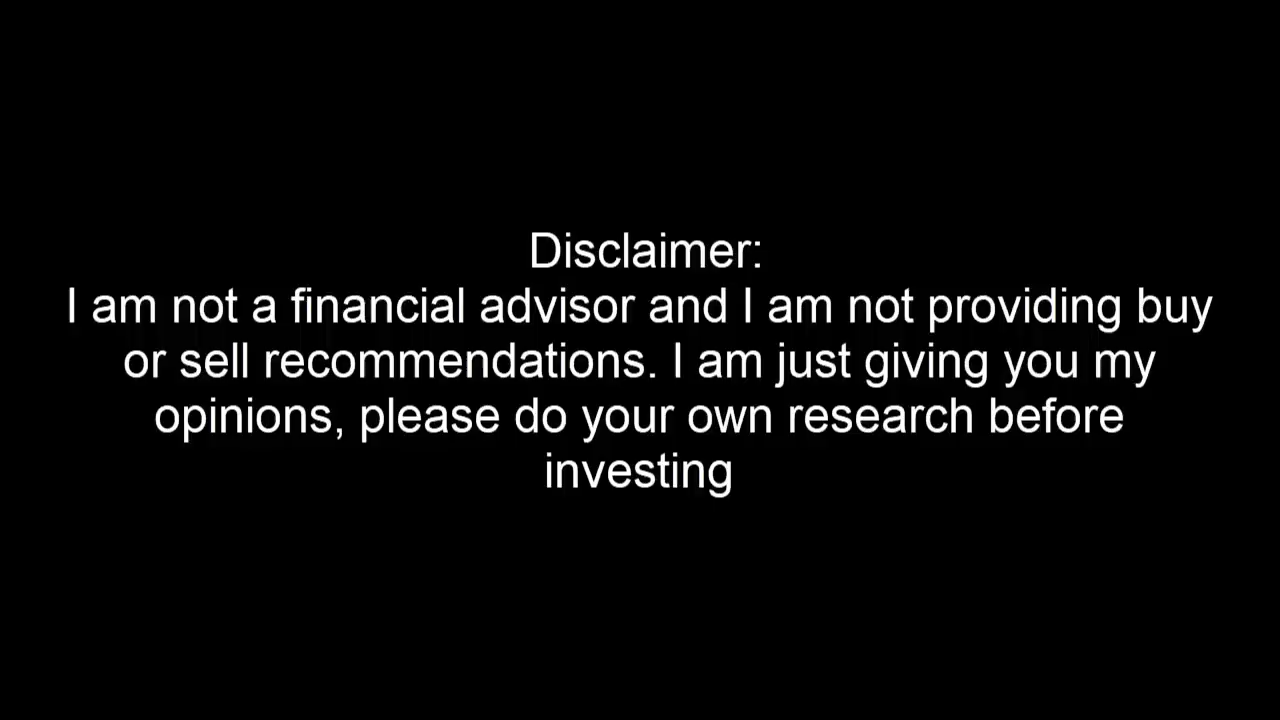 Disclaimer:
I am not a financial advisor and I am not providing buy
or sell recommendations. I am just giving you my
opinions, please do your own research before
investing